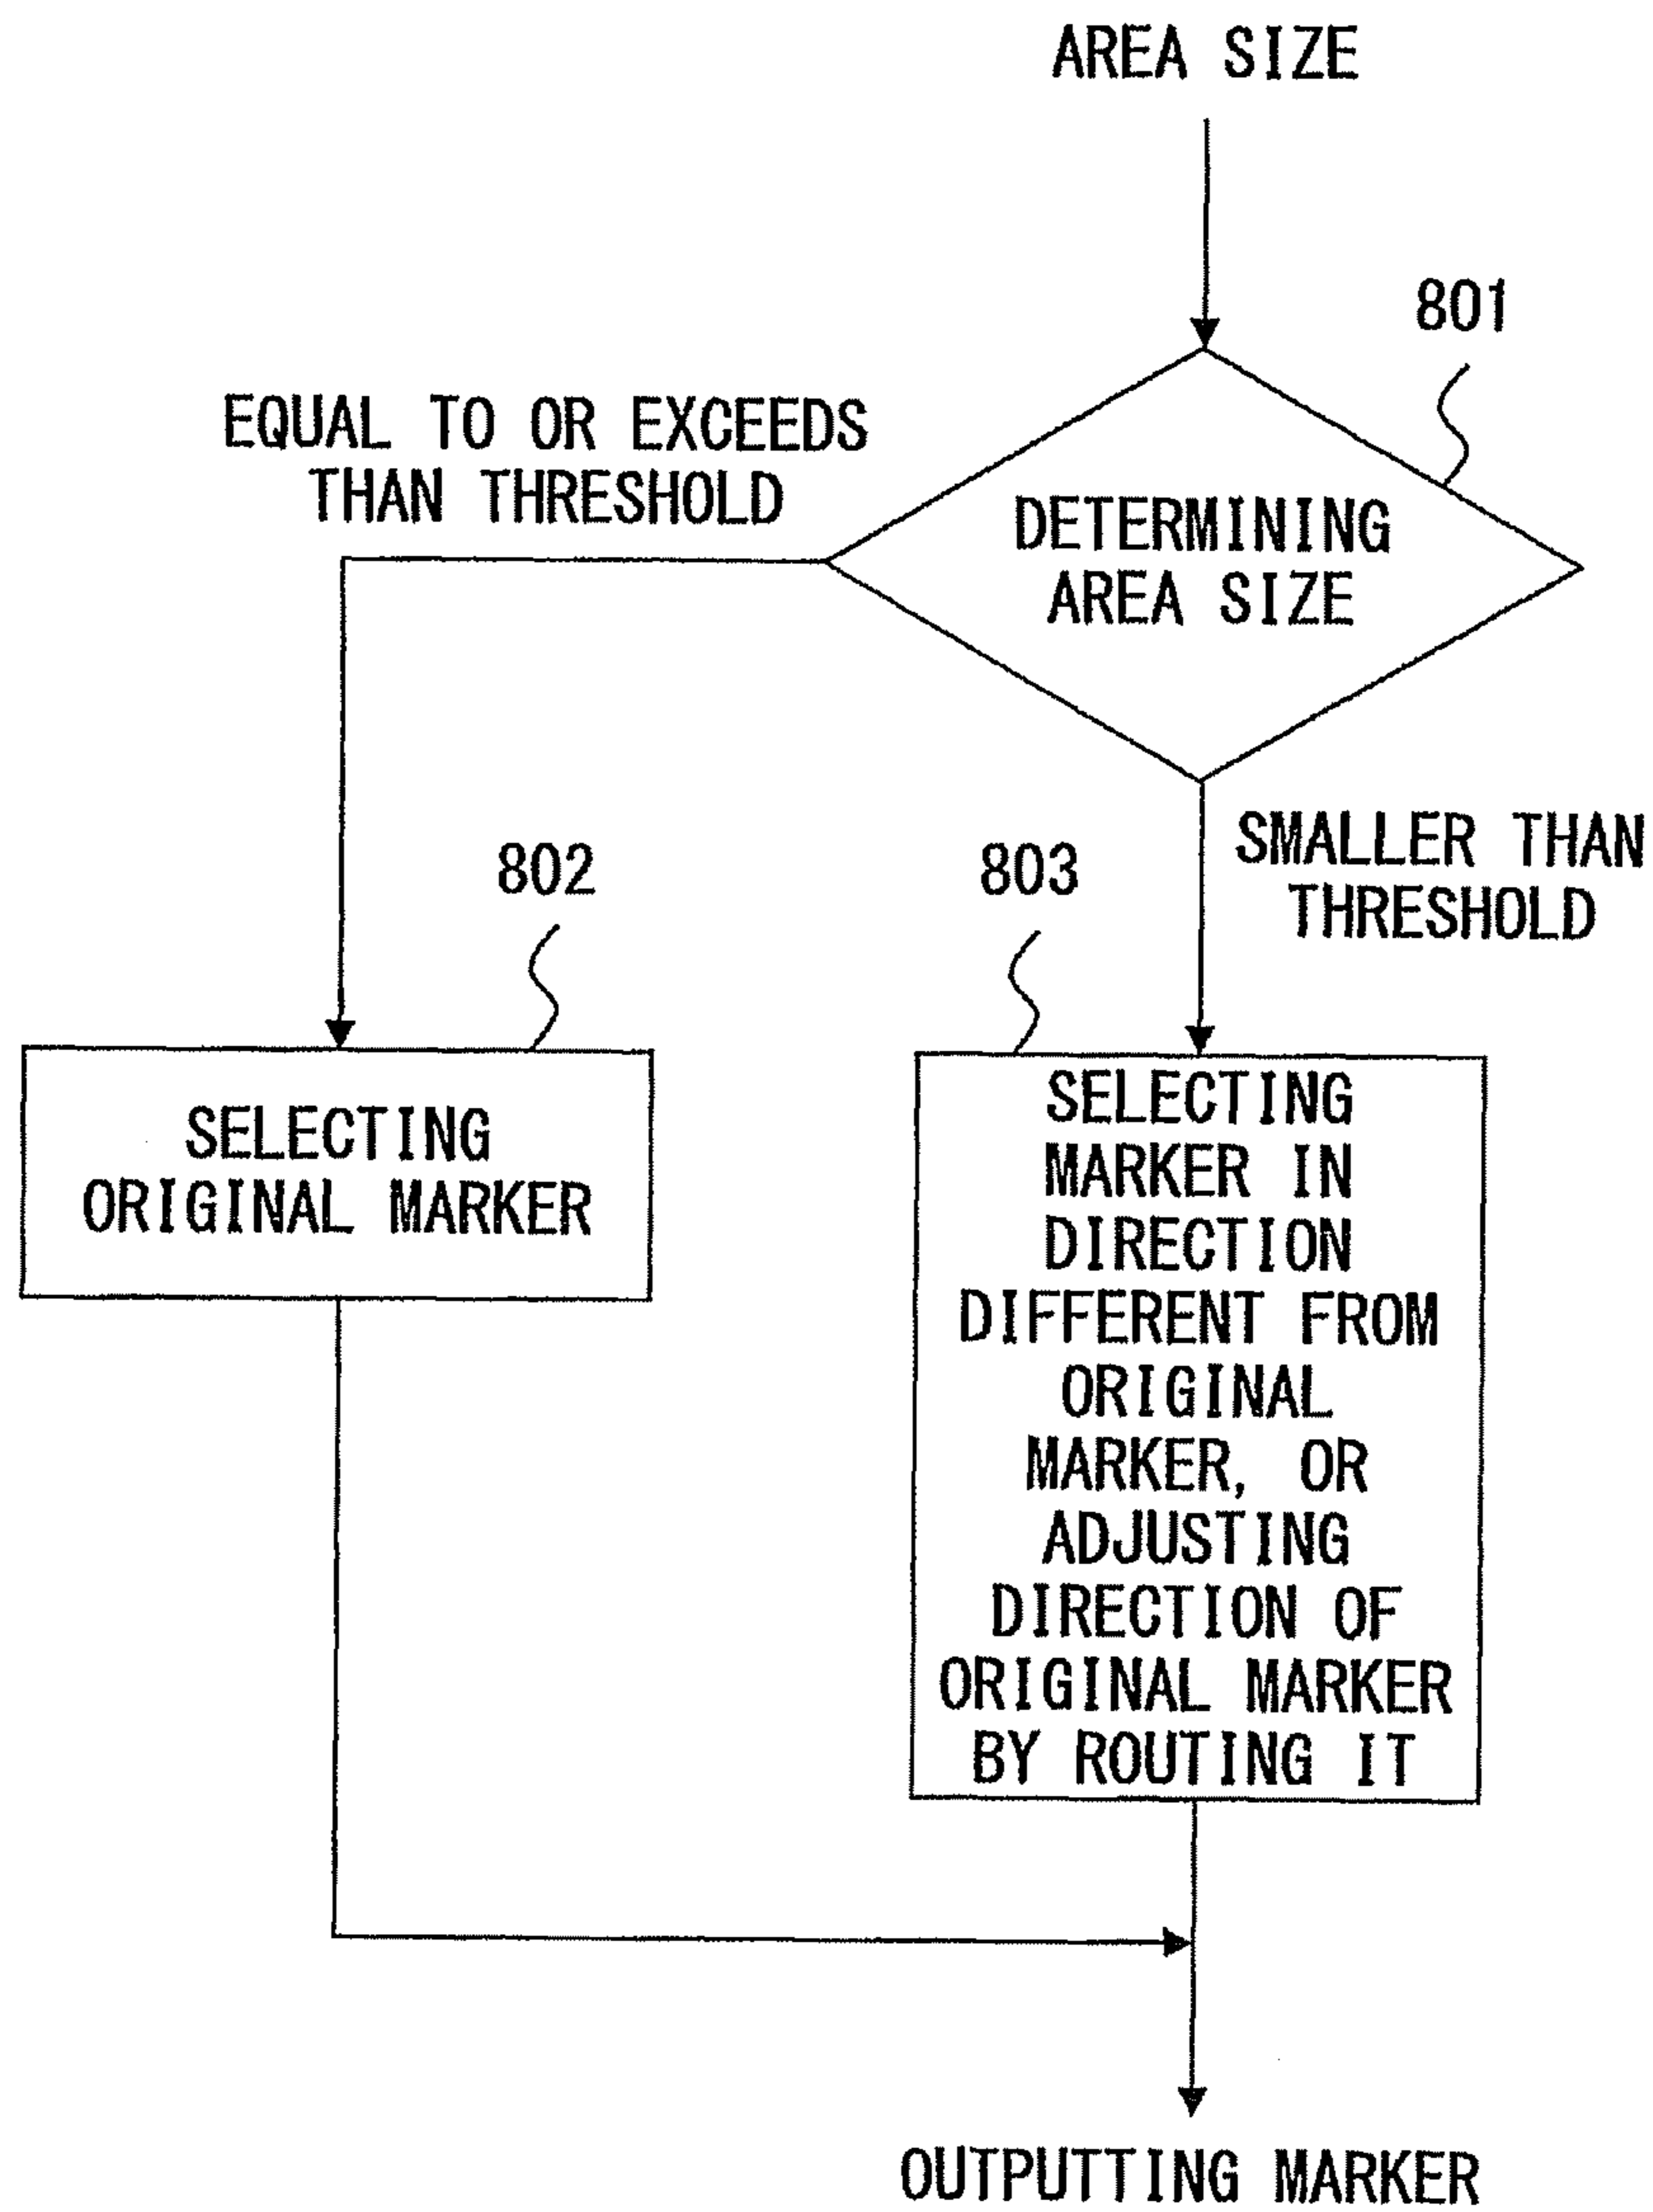 AREA SIZE
801
EQUAL TO OR EXCEEDS
THAN THRESHOLD
DETERMINING
AREA SIZE
SMALLER THAN
THRESHOLD
802
803
SELECTING
ORIGINAL MARKER
SELECTING
MARKER IN
DIRECTION
DIFFERENT FROM
ORIGINAL
MARKER, OR
ADJUSTING
DIRECTION OF
ORIGINAL MARKER
BY ROUTING IT
OUTPUTTING MARKER